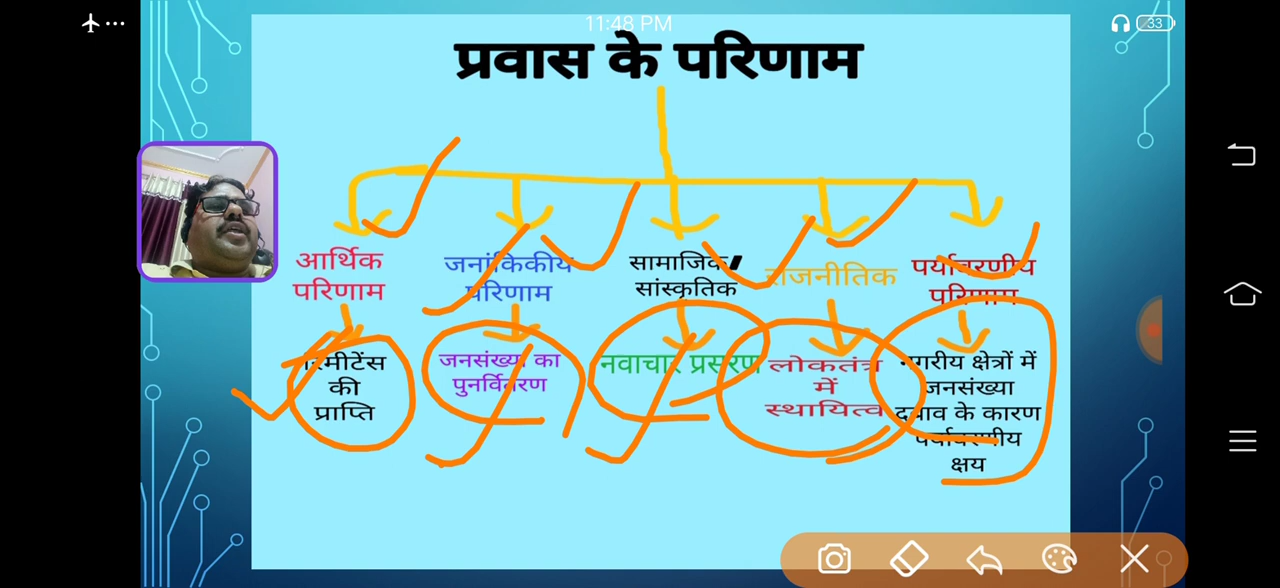 11:48 PM
33
प्रवास के परिणाम
आर्थिक
परिणाम
जनांकिकीय
परिणाम
सामाजिक/
सांस्कृतिक
राजनीतिक
पर्यावरणीय
परिणाम
की
प्राप्ति
जनसंख्या का
पुनर्वितरण
नवाचार प्रसरण
लोकतंत्र
में
स्थायित्व
नगरीय क्षेत्रों में
जनसंख्या
दबाव के कारण
पर्यावरणीय
क्षय